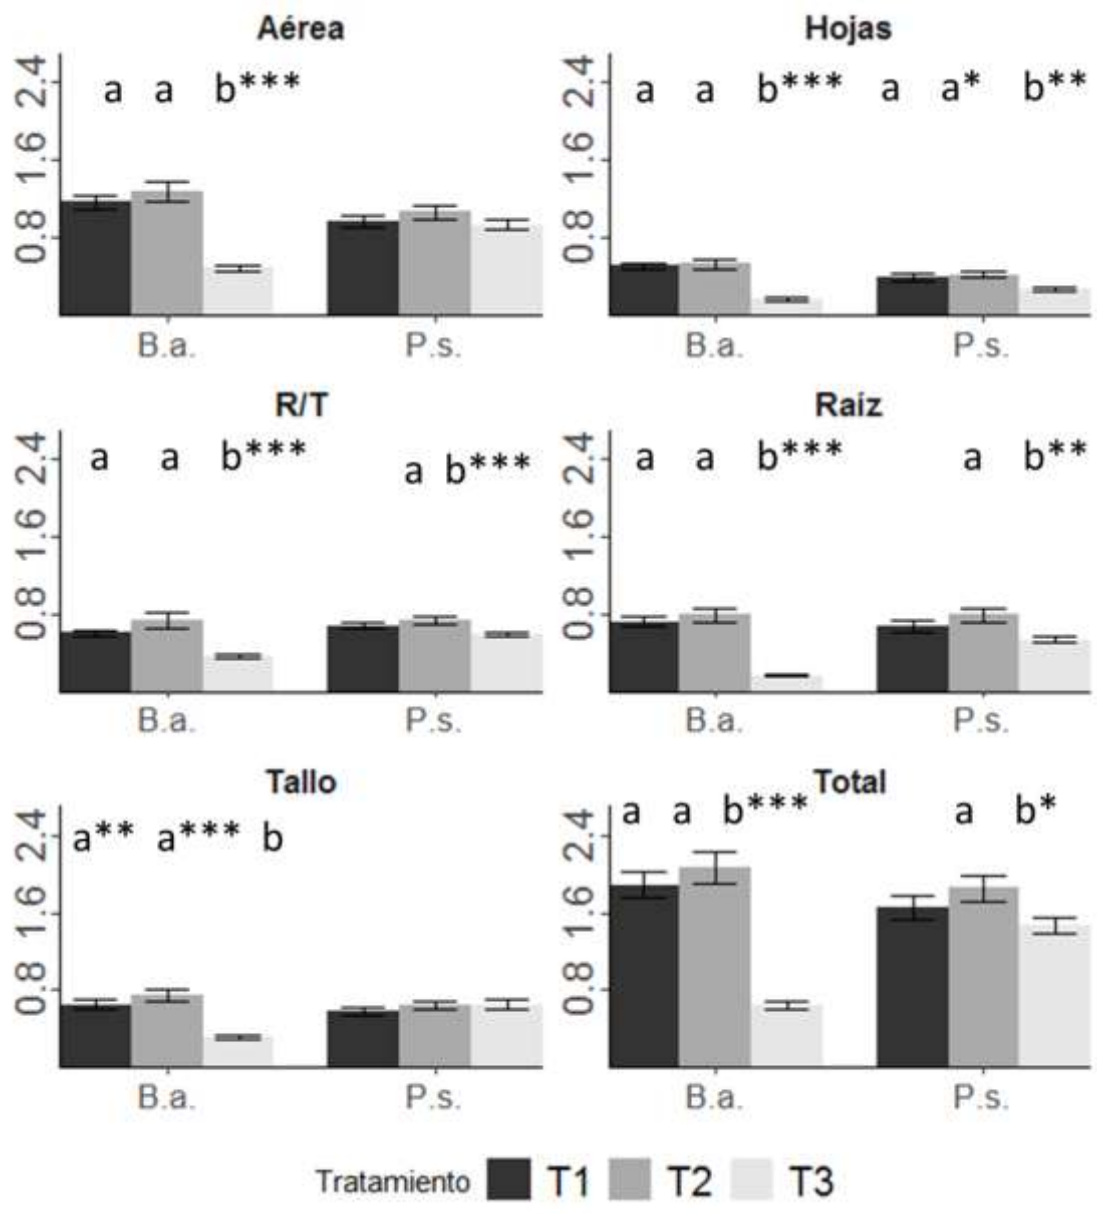 Aérea
2.4
1.6
0.8
a a b***
B.a. P.s.
Hojas
2.4
1.6
0.8
a a b*** a a* b**
B.a. P.s.
R/T
2.4
1.6
0.8
a a b*** a b***
B.a. P.s.
Raíz
2.4
1.6
0.8
a a b*** a b**
B.a. P.s.
Tallo
2.4
1.6
0.8
a** a*** b
B.a. P.s.
Total
2.4
1.6
0.8
a a b*** a b*
B.a. P.s.
Tratamiento T1 T2 T3